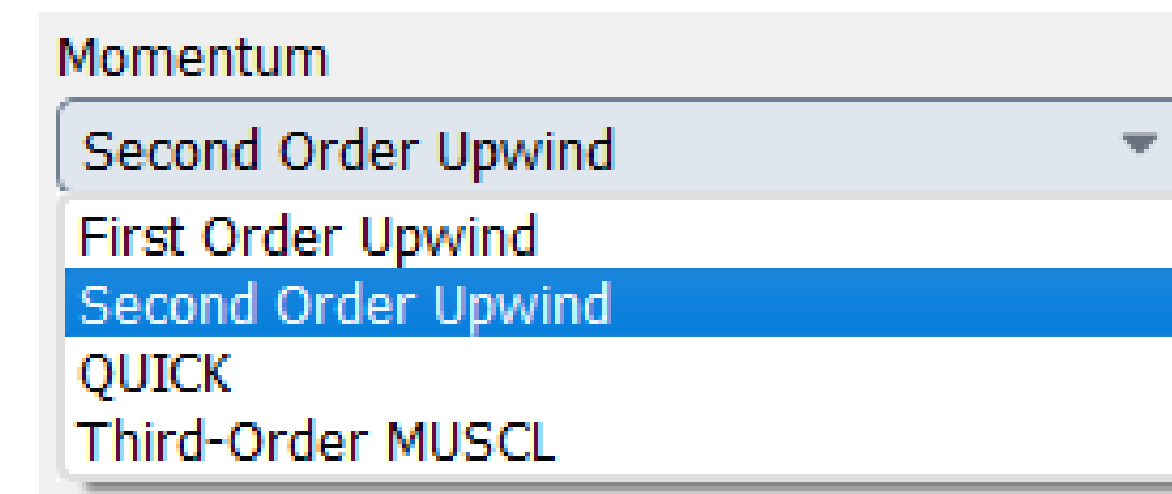 Momentum
Second Order Upwind
First Order Upwind
Second Order Upwind
QUICK
Third-Order MUSCL